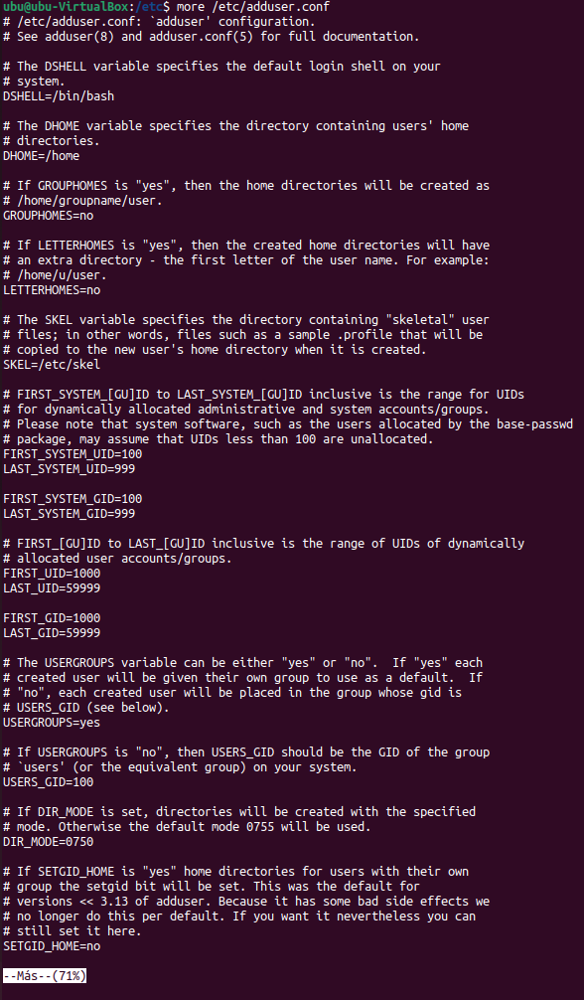 ubu@ubu-VirtualBox:/etc$ more /etc/adduser.conf
# /etc/adduser.conf: `adduser' configuration.
# See adduser(8) and adduser.conf(5) for full documentation.
# The DSHELL variable specifies the default login shell on your
# system.
DSHELL=/bin/bash
# The DHOME variable specifies the directory containing users' home
# directories.
DHOME=/home
# If GROUPHOMES is "yes", then the home directories will be created as
# /home/groupname/user.
GROUPHOMES=no
# If LETTERHOMES is "yes", then the created home directories will have
# an extra directory - the first letter of the user name. For example:
# /home/u/user.
LETTERHOMES=no
# The SKEL variable specifies the directory containing "skeletal" user
# files; in other words, files such as a sample .profile that will be
# copied to the new user's home directory when it is created.
SKEL=/etc/skel
# FIRST_SYSTEM_[GU]ID to LAST_SYSTEM_[GU]ID inclusive is the range for UIDs
# for dynamically allocated administrative and system accounts/groups.
# Please note that system software, such as the users allocated by the base-passwd
# package, may assume that UIDs less than 100 are unallocated.
FIRST_SYSTEM_UID=100
LAST_SYSTEM_UID=999
FIRST_SYSTEM_GID=100
LAST_SYSTEM_GID=999
# FIRST_[GU]ID to LAST_[GU]ID inclusive is the range of UIDs of dynamically
# allocated user accounts/groups.
FIRST_UID=1000
LAST_UID=59999
FIRST_GID=1000
LAST_GID=59999
# The USERGROUPS variable can be either "yes" or "no".  If "yes" each
# created user will be given their own group to use as a default.  If
# "no", each created user will be placed in the group whose gid is
# USERS_GID (see below).
USERGROUPS=yes
# If USERGROUPS is "no", then USERS_GID should be the GID of the group
# `users' (or the equivalent group) on your system.
USERS_GID=100
# If DIR_MODE is set, directories will be created with the specified
# mode. Otherwise the default mode 0755 will be used.
DIR_MODE=0750
# If SETGID_HOME is "yes" home directories for users with their own
# group the setgid bit will be set. This was the default for
# versions << 3.13 of adduser. Because it has some bad side effects we
# no longer do this per default. If you want it nevertheless you can
# still set it here.
SETGID_HOME=no
--Más--(71%)